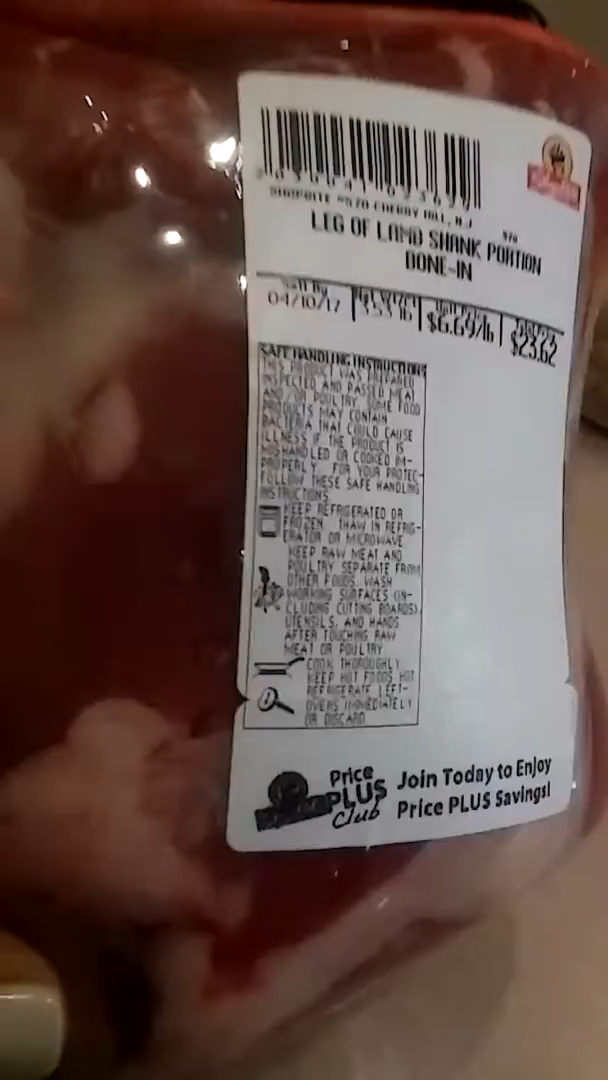 SHOPRITE #570 CHERRY HILL, NJ
570
LEG OF LAMB SHANK PORTION
BONE-IN
Sell By
04/10/17
$6.69/lb
$23.62
SAFE HANDLING INSTRUCTIONS
THIS PRODUCT WAS PREPARED
INSPECTED AND PASSED MEAT
AND/OR POULTRY. SOME FOOD
PRODUCTS MAY CONTAIN
BACTERIA THAT COULD CAUSE
ILLNESS IF THE PRODUCT IS
MISHANDLED OR COOKED IM-
PROPERLY. FOR YOUR PROTEC-
FOLLOW THESE SAFE HANDLING
INSTRUCTIONS.
KEEP REFRIGERATED OR
FROZEN. THAW IN REFRIG-
ERATOR OR MICROWAVE
KEEP RAW MEAT AND
POULTRY SEPARATE FROM
OTHER FOODS. WASH
WORKING SURFACES (IN-
CLUDING CUTTING BOARDS)
UTENSILS, AND HANDS
AFTER TOUCHING RAW
MEAT OR POULTRY
COOK THOROUGHLY
KEEP HOT FOODS HOT
REFRIGERATE LEFT-
OVERS IMMEDIATELY
OR DISCARD
Price
PLUS
Club
Join Today to Enjoy
Price PLUS Savings!